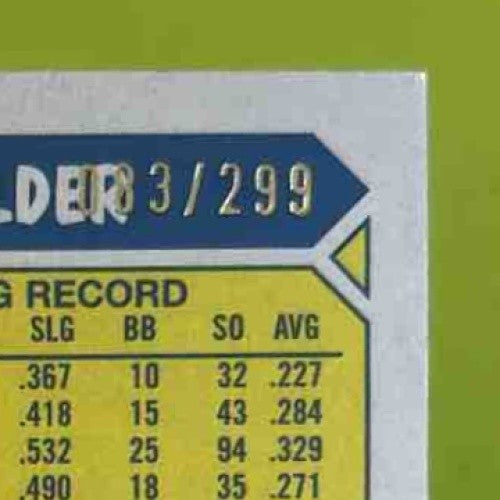 LDER 083/299
G RECORD
SLG BB SO AVG
.367 10 32 .227
.418 15 43 .284
.532 25 94 .329
.490 18 35 .271